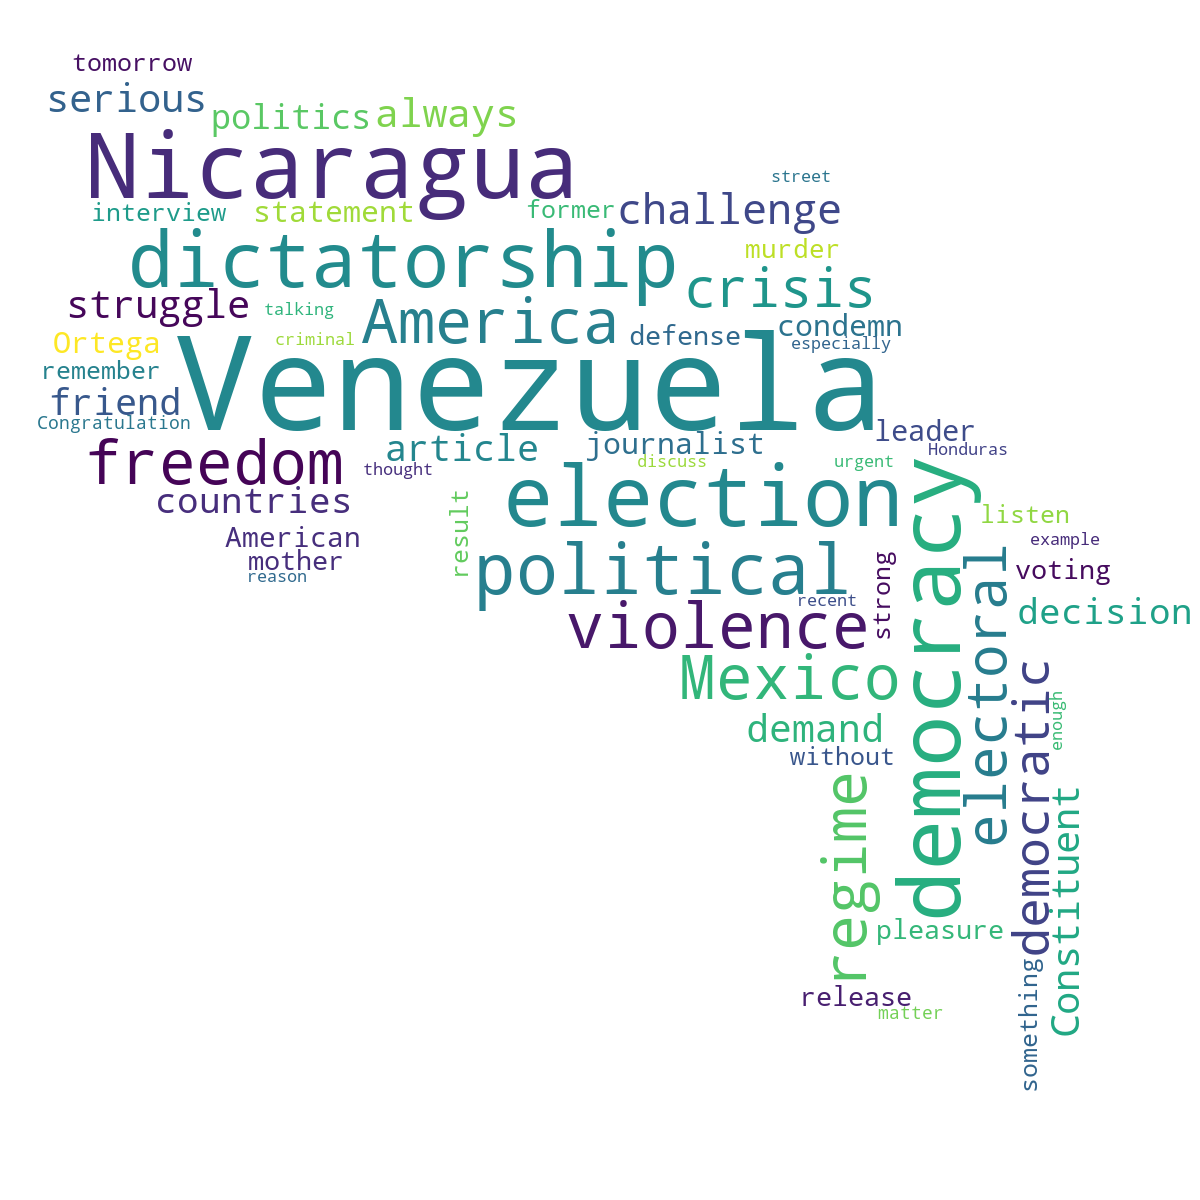 tomorrow
serious
politics
always
Nicaragua
street
interview
statement
former
challenge
dictatorship
murder
crisis
struggle
talking
America
condemn
Ortega
criminal
defense
especially
remember
Venezuela
friend
Congratulation
article
journalist
leader
Honduras
freedom
thought
discuss
urgent
countries
result
election
democracy
listen
American
mother
reason
political
electoral
example
voting
strong
recent
violence
decision
Mexico
democratic
enough
demand
without
regime
Constituent
pleasure
release
matter
something